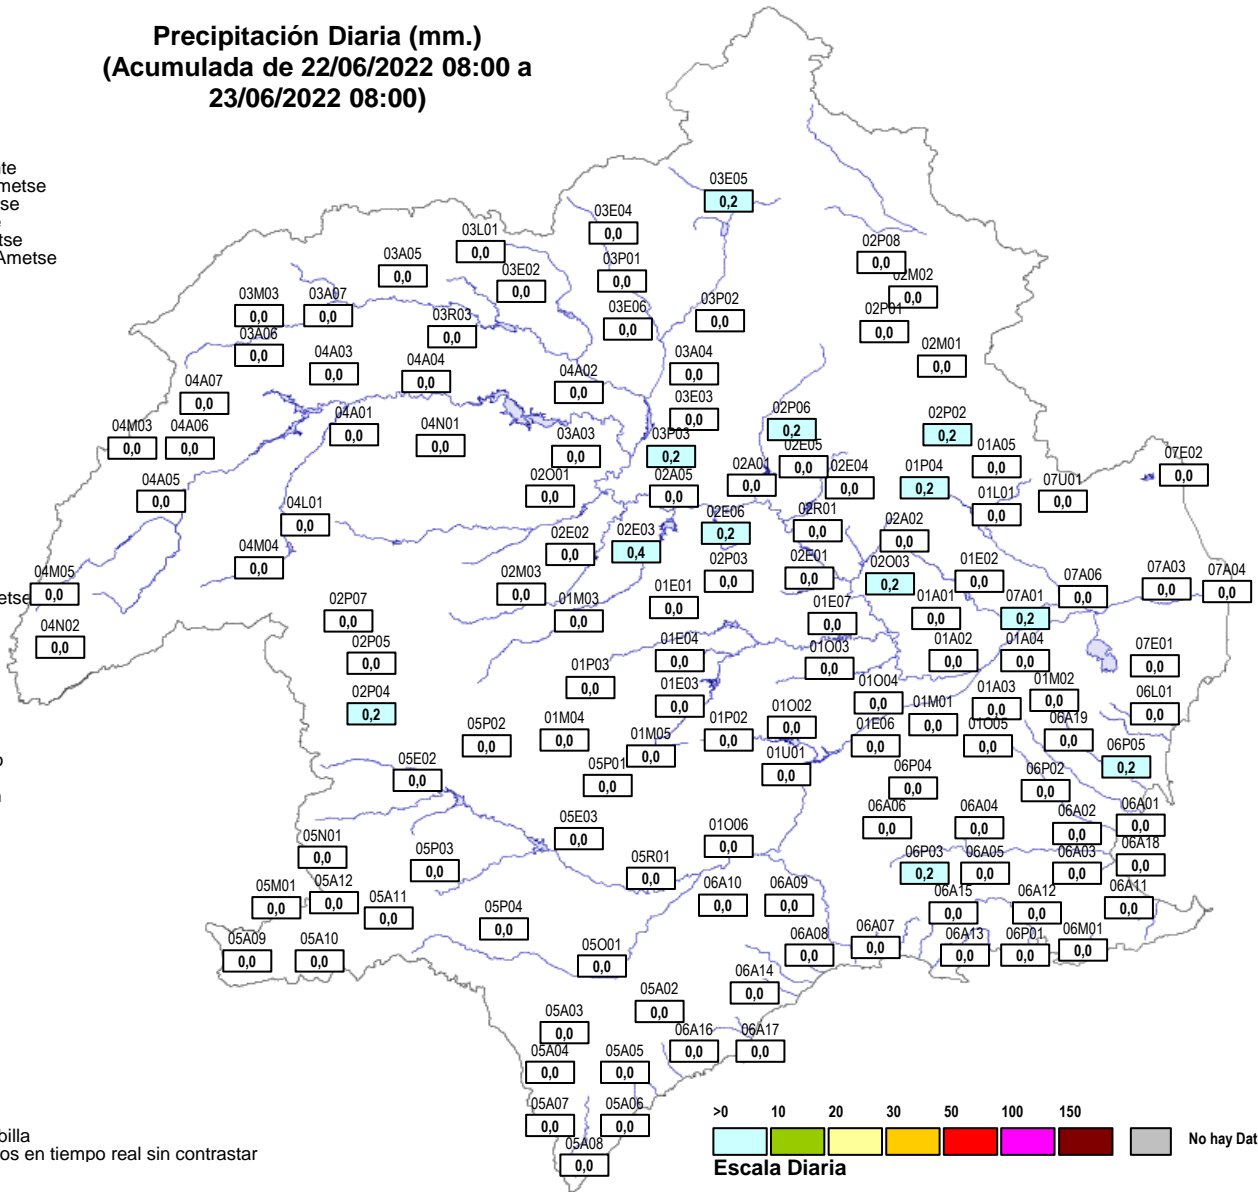 Precipitación Diaria (mm.)
(Acumulada de 22/06/2022 08:00 a
23/06/2022 08:00)
03E05
0,2
03E04
0,0
03L01
0,0
03A05
0,0
03E02
0,0
03P01
0,0
02P08
0,0
02M02
0,0
03M03
0,0
03A07
0,0
03R03
0,0
03E06
0,0
03P02
0,0
02P01
0,0
03A06
0,0
04A03
0,0
04A04
0,0
04A02
0,0
03A04
0,0
02M01
0,0
04A07
0,0
03E03
0,0
04M03
0,0
04A06
0,0
04A01
0,0
04N01
0,0
03A03
0,0
03P03
0,2
02P06
0,2
02P02
0,2
02E05
0,0
01A05
0,0
07E02
0,0
04A05
0,0
02O01
0,0
02A05
0,0
02A01
0,0
02E04
0,0
01P04
0,2
07U01
0,0
01L01
0,0
04L01
0,0
02E06
0,2
02R01
0,0
02A02
0,0
04M04
0,0
02E02
0,0
02E03
0,4
04M05
0,0
02M03
0,0
02P03
0,0
02E01
0,0
02O03
0,2
01E02
0,0
07A06
0,0
07A03
0,0
07A04
0,0
02P07
0,0
01M03
0,0
01E01
0,0
01E07
0,0
01A01
0,0
07A01
0,2
04N02
0,0
02P05
0,0
01E04
0,0
01O03
0,0
01A02
0,0
01A04
0,0
07E01
0,0
01P03
0,0
02P04
0,2
01E03
0,0
01O04
0,0
01A03
0,0
01M02
0,0
06L01
0,0
05P02
0,0
01M04
0,0
01M05
0,0
01P02
0,0
01O02
0,0
01E06
0,0
01M01
0,0
01O05
0,0
06A19
0,0
06P05
0,2
05E02
0,0
05P01
0,0
01U01
0,0
06P04
0,0
06P02
0,0
05E03
0,0
01O06
0,0
06A06
0,0
06A04
0,0
06A02
0,0
06A01
0,0
05N01
0,0
05P03
0,0
05R01
0,0
06P03
0,2
06A05
0,0
06A03
0,0
06A18
0,0
05M01
0,0
05A12
0,0
05A11
0,0
05P04
0,0
06A10
0,0
06A09
0,0
06A15
0,0
06A12
0,0
06A11
0,0
05A09
0,0
05A10
0,0
05O01
0,0
06A08
0,0
06A07
0,0
06A13
0,0
06P01
0,0
06M01
0,0
06A14
0,0
05A02
0,0
05A03
0,0
06A16
0,0
06A17
0,0
05A04
0,0
05A05
0,0
05A07
0,0
05A06
0,0
05A08
0,0
nte
metse
tse
Ametse
etse
billa
os en tiempo real sin contrastar
>0 10 20 30 50 100 150
No hay Dat
Escala Diaria